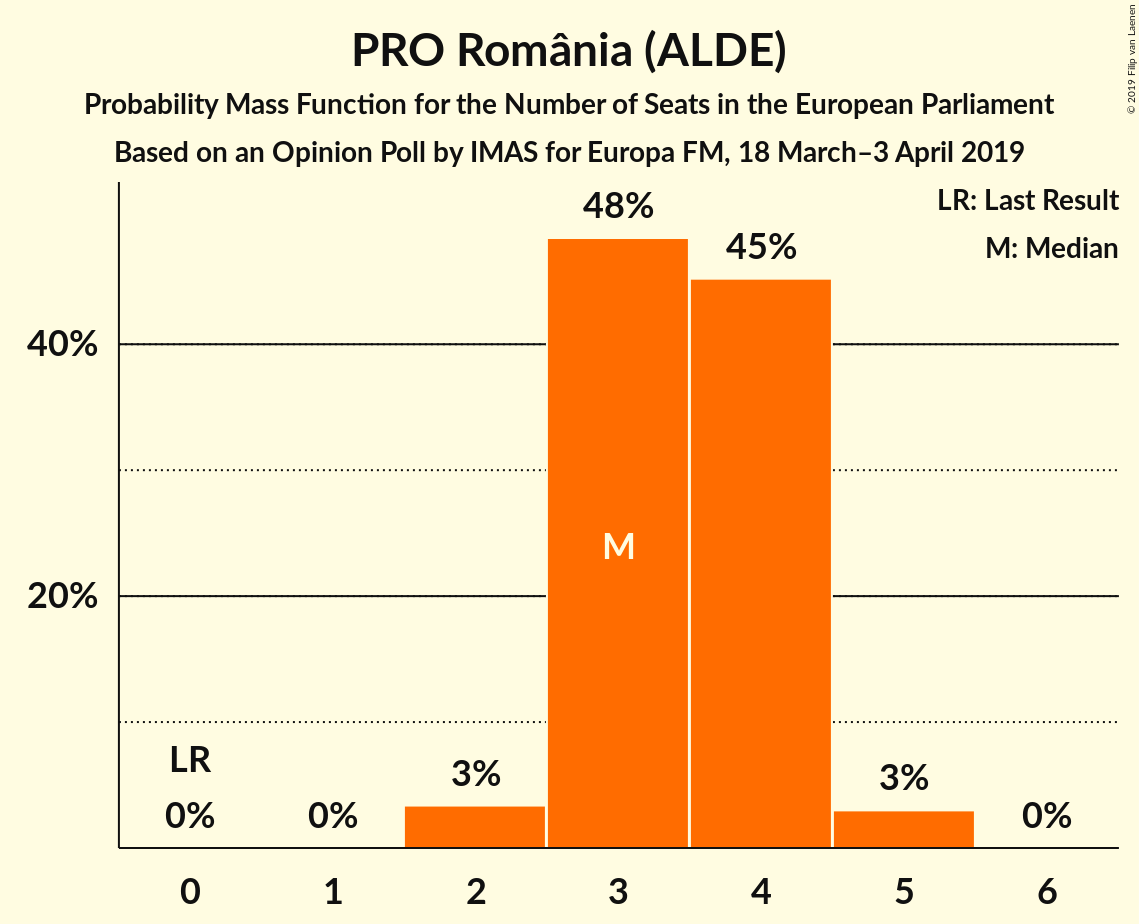 PRO România (ALDE)
Probability Mass Function for the Number of Seats in the European Parliament
Based on an Opinion Poll by IMAS for Europa FM, 18 March–3 April 2019
© 2019 Filip van Laenen
LR: Last Result
M: Median
48%
45%
40%
M
20%
LR
0%
0%
3%
3%
0%
0 1 2 3 4 5 6